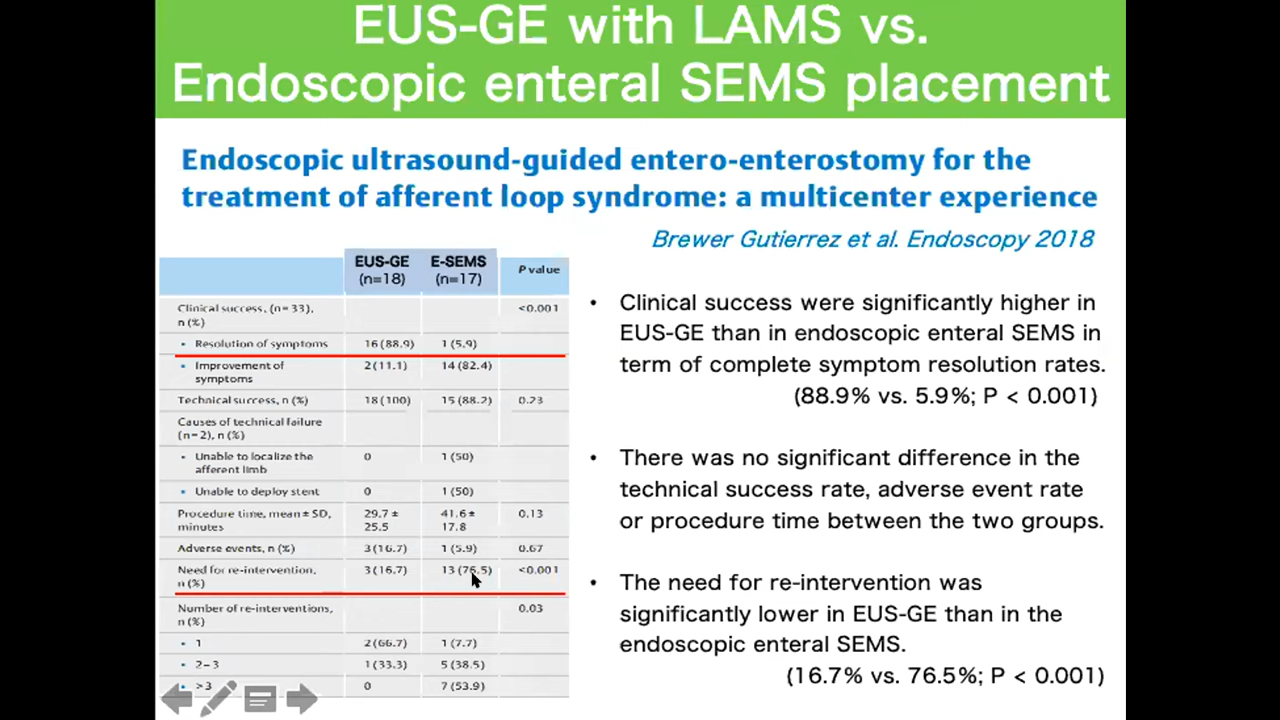 EUS-GE with LAMS vs.
Endoscopic enteral SEMS placement
Endoscopic ultrasound-guided entero-enterostomy for the
treatment of afferent loop syndrome: a multicenter experience
Brewer Gutierrez et al. Endoscopy 2018
EUS-GE (n=18) E-SEMS (n=17) P value
Clinical success, (n=33), n (%) <0.001
• Resolution of symptoms 16 (88.9) 1 (5.9)
• Improvement of symptoms 2 (11.1) 14 (82.4)
Technical success, n (%) 18 (100) 15 (88.2) 0.23
Causes of technical failure (n=2), n (%)
• Unable to localize the afferent limb 0 1 (50)
• Unable to deploy stent 0 1 (50)
Procedure time, mean ± SD, minutes 29.7 ± 25.5 41.6 ± 17.8 0.13
Adverse events, n (%) 3 (16.7) 1 (5.9) 0.67
Need for re-intervention, n (%) 3 (16.7) 13 (76.5) <0.001
Number of re-interventions, n (%) 0.03
• 1 2 (66.7) 1 (7.7)
• 2–3 1 (33.3) 5 (38.5)
• >3 0 7 (53.9)
• Clinical success were significantly higher in
EUS-GE than in endoscopic enteral SEMS in
term of complete symptom resolution rates.
(88.9% vs. 5.9%; P < 0.001)
• There was no significant difference in the
technical success rate, adverse event rate
or procedure time between the two groups.
• The need for re-intervention was
significantly lower in EUS-GE than in the
endoscopic enteral SEMS.
(16.7% vs. 76.5%; P < 0.001)